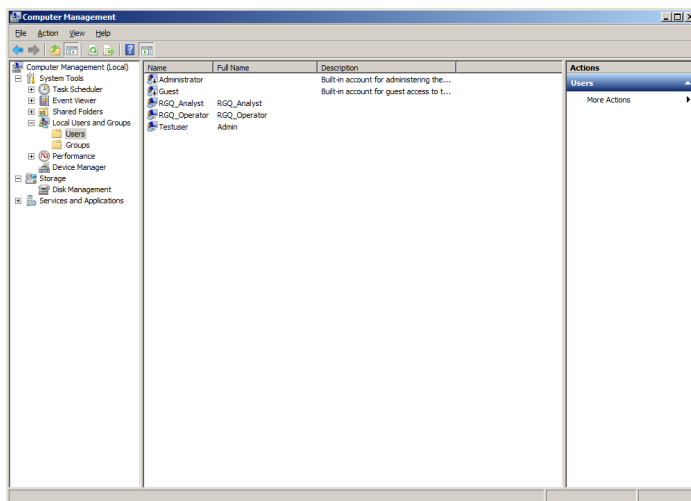 Computer Management
File Action View Help
Computer Management (Local)
System Tools
Task Scheduler
Event Viewer
Shared Folders
Local Users and Groups
Users
Groups
Performance
Device Manager
Storage
Disk Management
Services and Applications
Name Full Name Description
Administrator Built-in account for administering the...
Guest Built-in account for guest access to t...
RGQ_Analyst RGQ_Analyst
RGQ_Operator RGQ_Operator
Testuser Admin
Actions
Users
More Actions